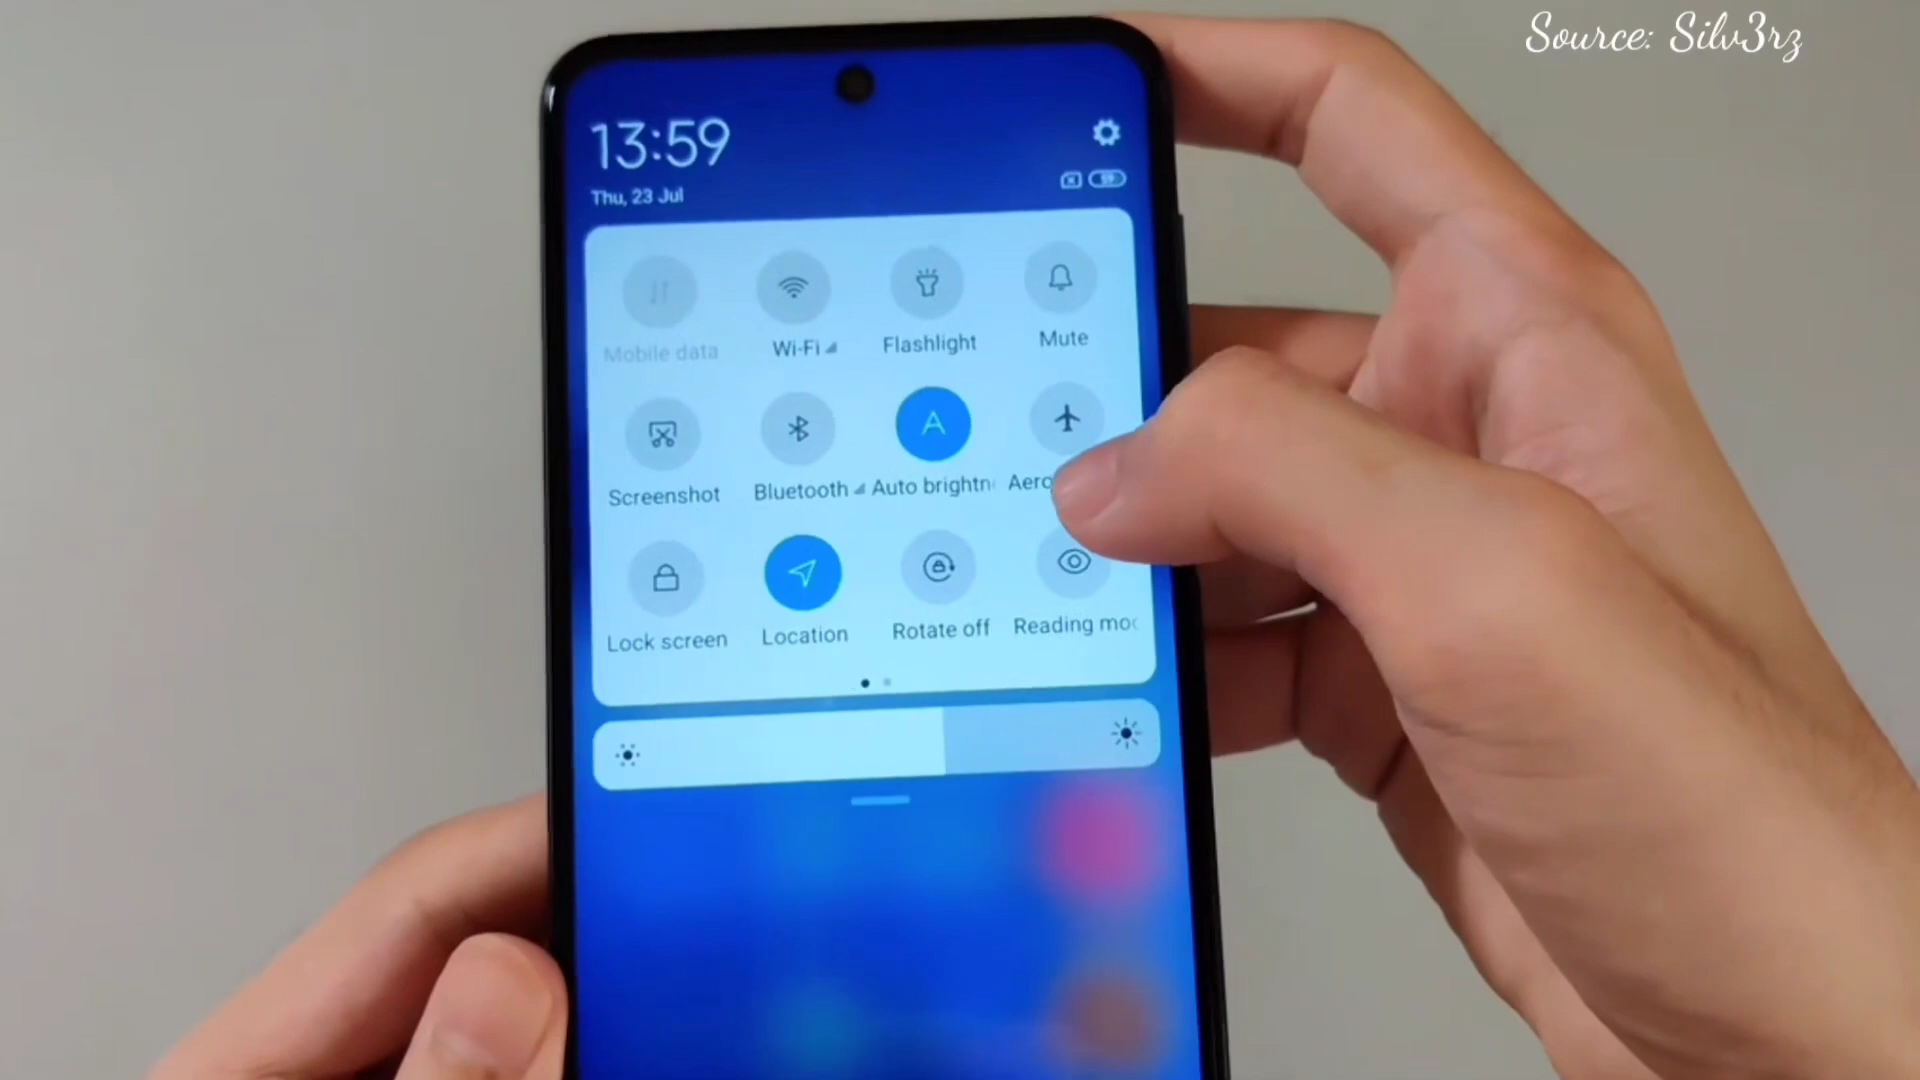 Source: Silv3rz
13:59
Thu, 23 Jul
59
Mobile data
Wi-Fi
Flashlight
Mute
Screenshot
Bluetooth
Auto brightn
Aero
Lock screen
Location
Rotate off
Reading mo